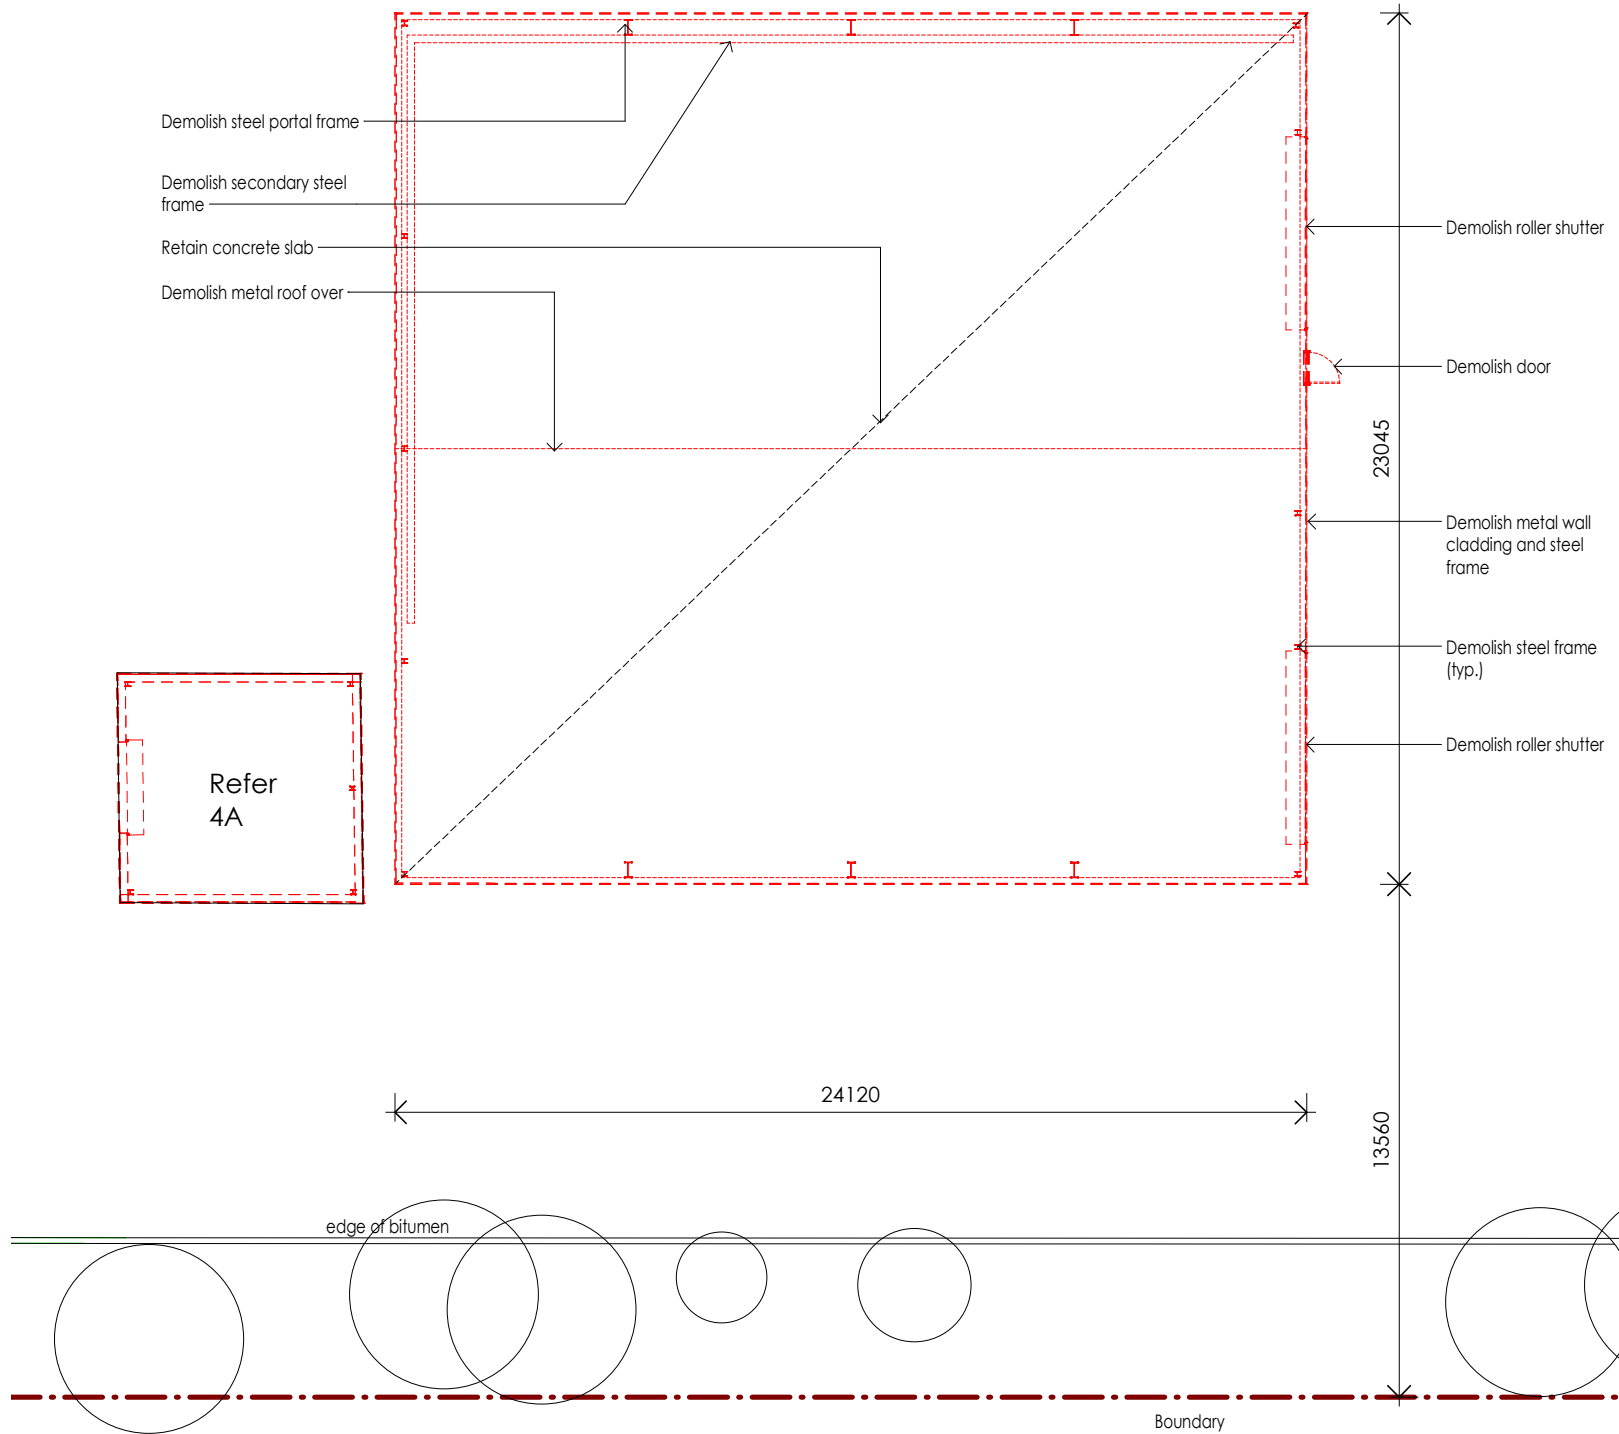 Demolish steel portal frame
Demolish secondary steel
frame
Retain concrete slab
Demolish metal roof over
Demolish roller shutter
Demolish door
23045
Demolish metal wall
cladding and steel
frame
Demolish steel frame
(typ.)
Demolish roller shutter
Refer
4A
24120
13560
edge of bitumen
Boundary